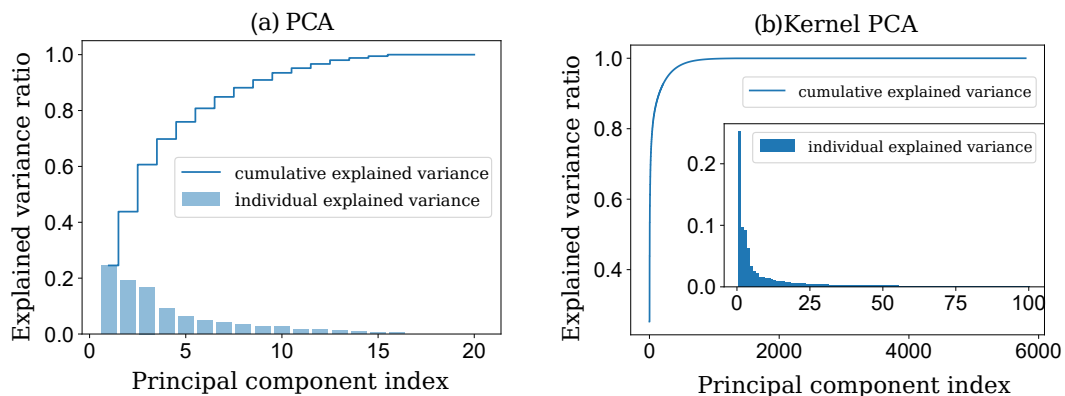 (a) PCA
Explained variance ratio
1.0
0.8
0.6
0.4
0.2
0.0
cumulative explained variance
individual explained variance
0
5
10
15
20
Principal component index
(b)Kernel PCA
Explained variance ratio
1.0
0.8
0.6
0.4
cumulative explained variance
individual explained variance
0.2
0.1
0.0
0
25
50
75
100
0
2000
4000
6000
Principal component index